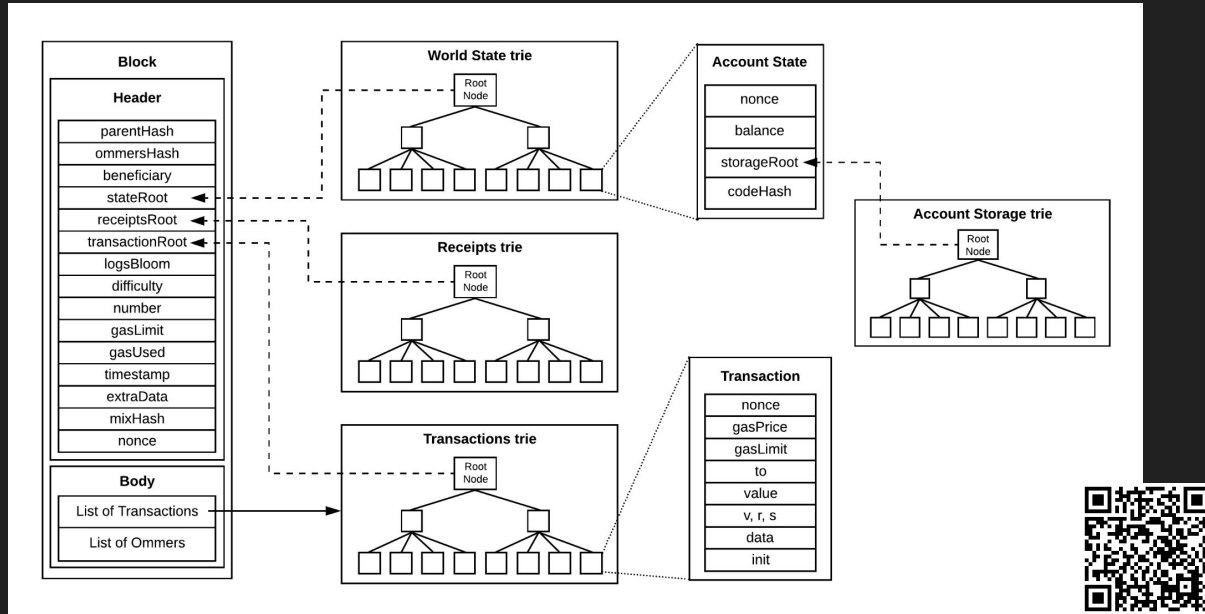 Block
Header
parentHash
ommersHash
beneficiary
stateRoot
receiptsRoot
transactionRoot
logsBloom
difficulty
number
gasLimit
gasUsed
timestamp
extraData
mixHash
nonce
Body
List of Transactions
List of Ommers
World State trie
Root
Node
Receipts trie
Root
Node
Transactions trie
Root
Node
Account State
nonce
balance
storageRoot
codeHash
Account Storage trie
Root
Node
Transaction
nonce
gasPrice
gasLimit
to
value
v, r, s
data
init